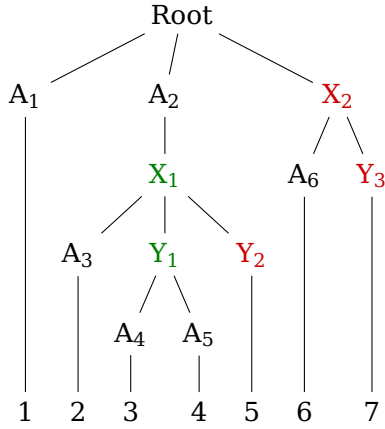 Root
A₁ A₂ X₂
X₁ A₆ Y₃
A₃ Y₁ Y₂
A₄ A₅
1 2 3 4 5 6 7